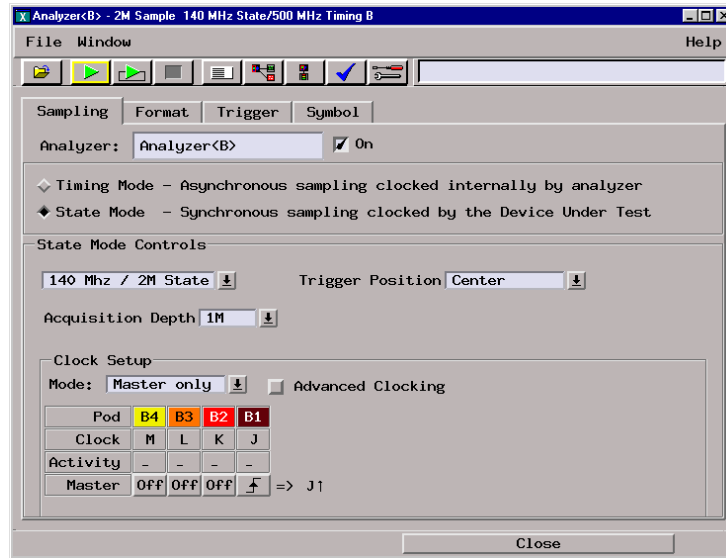 Analyzer<B> - 2M Sample 140 MHz State/500 MHz Timing B
File Window Help
Sampling Format Trigger Symbol
Analyzer: Analyzer<B> On
Timing Mode - Asynchronous sampling clocked internally by analyzer
State Mode - Synchronous sampling clocked by the Device Under Test
State Mode Controls
140 Mhz / 2M State Trigger Position Center
Acquisition Depth 1M
Clock Setup
Mode: Master only Advanced Clocking
Pod B4 B3 B2 B1
Clock M L K J
Activity _ _ _ _
Master Off Off Off => J↑
Close